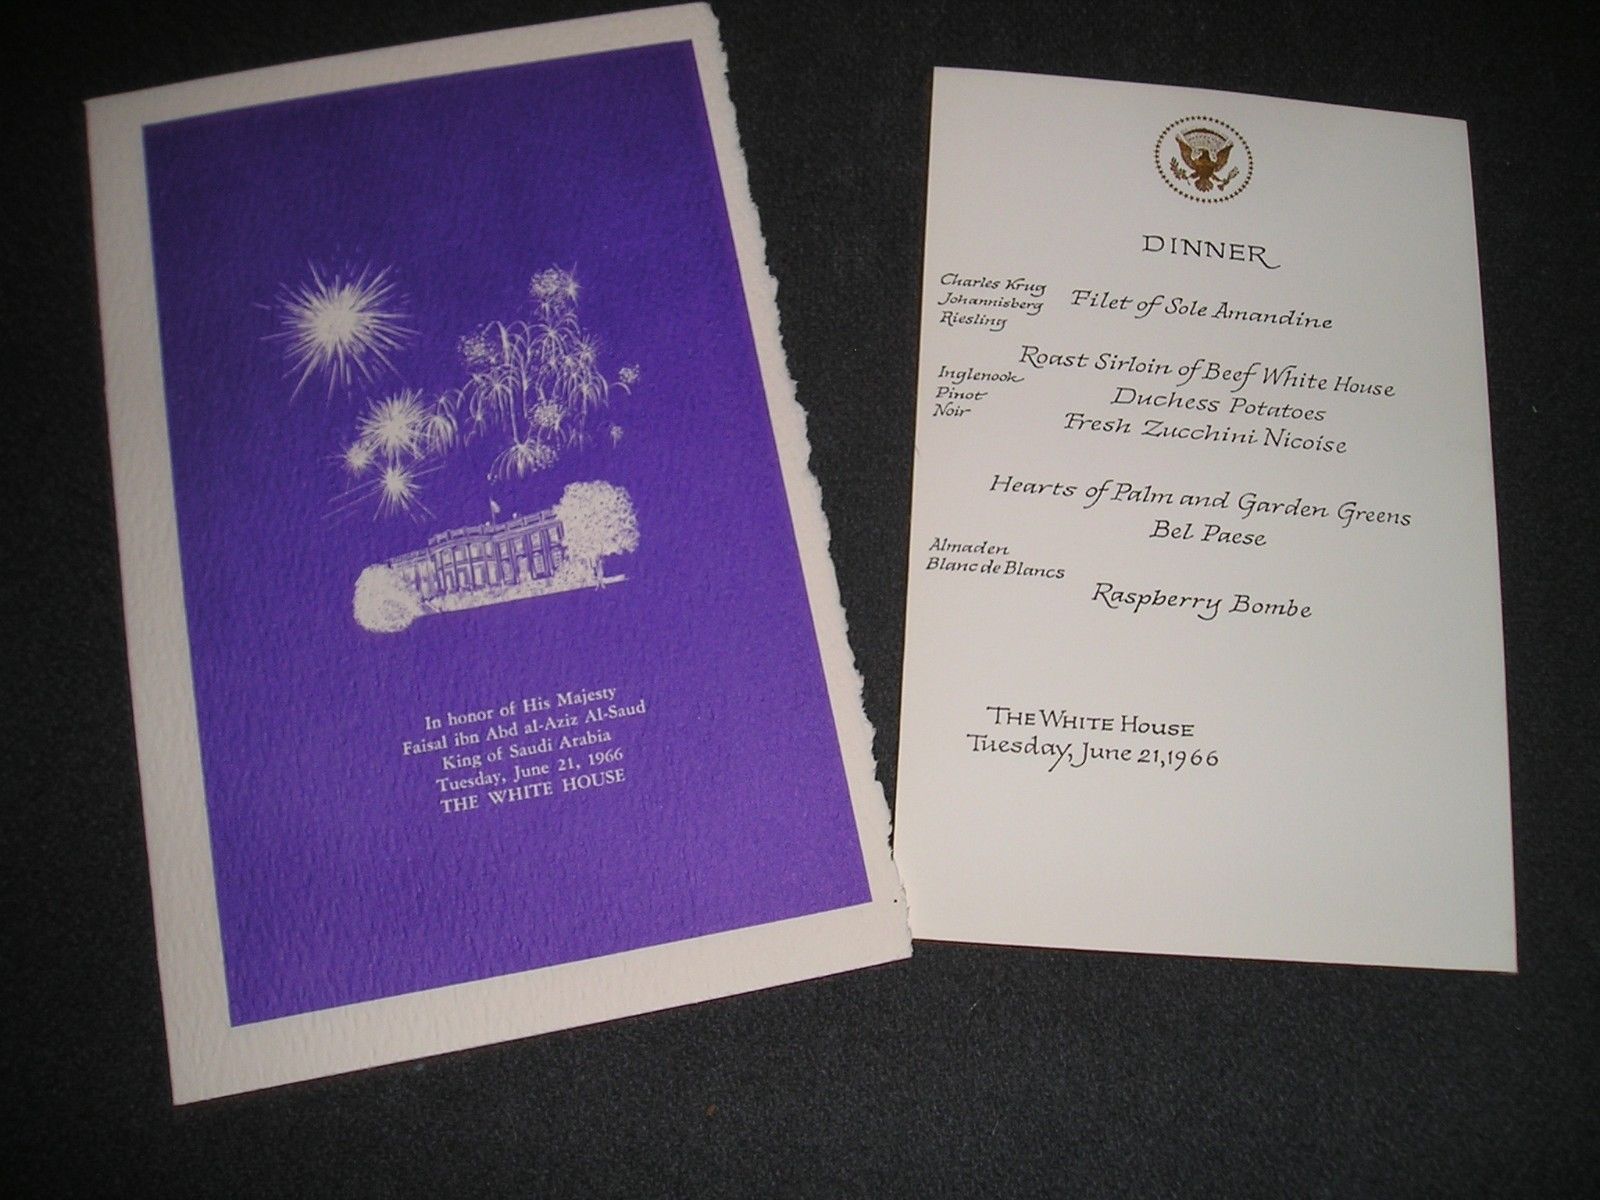 In honor of His Majesty
Faisal ibn Abd al-Aziz Al-Saud
King of Saudi Arabia
Tuesday, June 21, 1966
THE WHITE HOUSE
DINNER
Charles Krug
Johannisberg
Riesling
Filet of Sole Amandine
Roast Sirloin of Beef White House
Inglenook
Pinot
Noir
Duchess Potatoes
Fresh Zucchini Nicoise
Hearts of Palm and Garden Greens
Bel Paese
Almaden
Blanc de Blancs
Raspberry Bombe
THE WHITE HOUSE
Tuesday, June 21, 1966